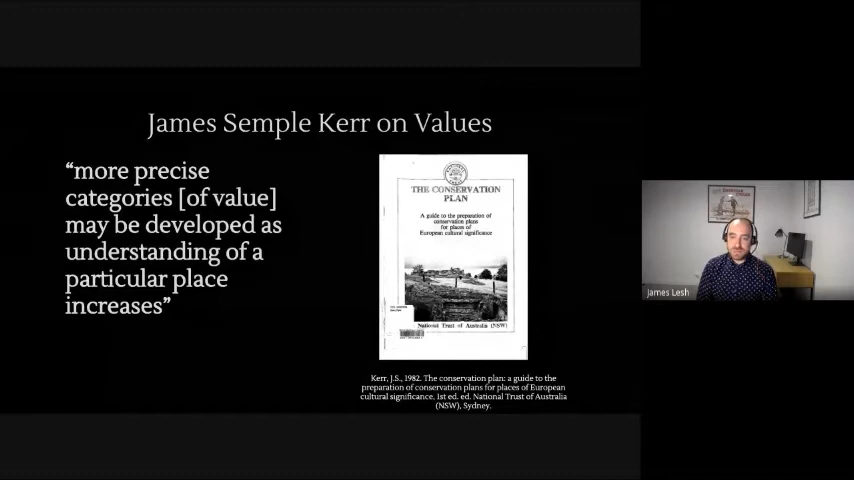 James Semple Kerr on Values
“more precise
categories [of value]
may be developed as
understanding of a
particular place
increases”
THE CONSERVATION
PLAN
A guide to the preparation of
conservation plans
for places of
European cultural significance
National Trust of Australia (NSW)
Kerr, J.S., 1982. The conservation plan: a guide to the
preparation of conservation plans for places of European
cultural significance, 1st ed. ed. National Trust of Australia
(NSW), Sydney.
James Lesh